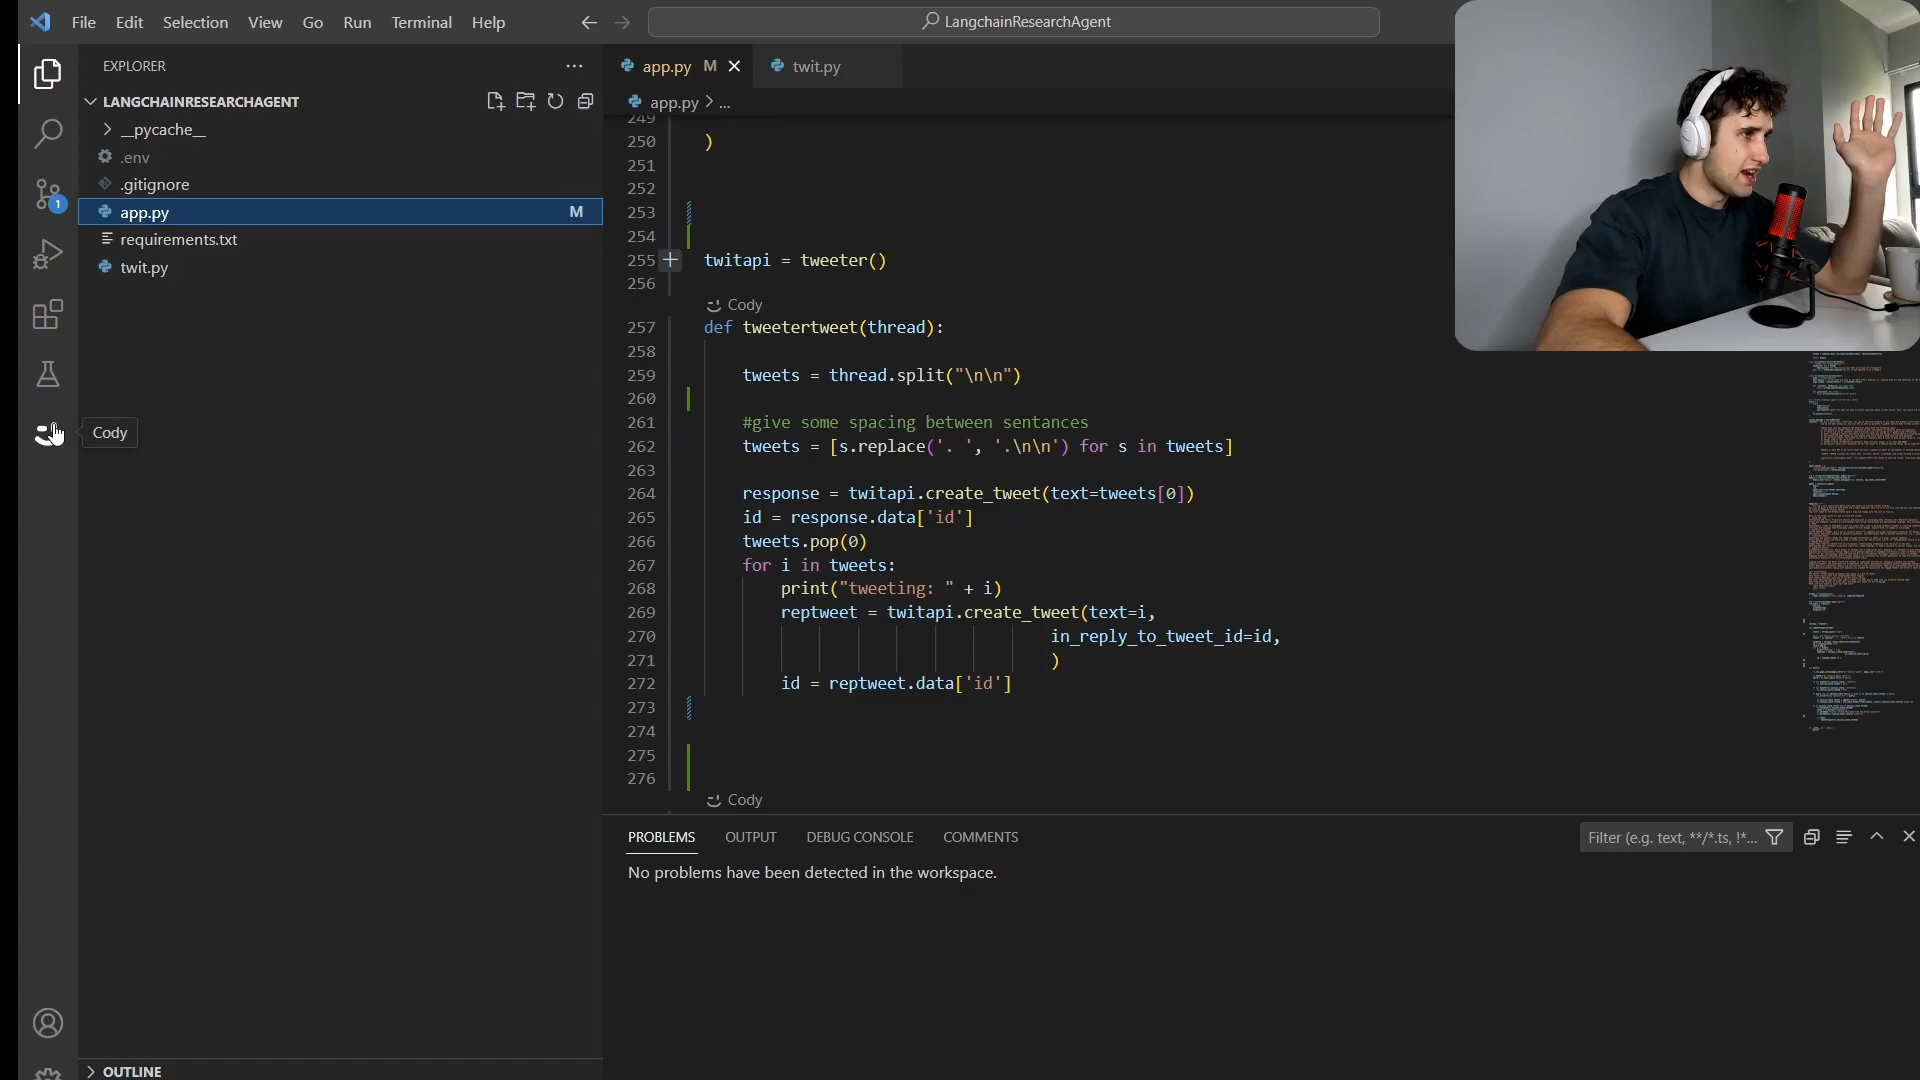 File Edit Selection View Go Run Terminal Help
LangchainResearchAgent
EXPLORER
LANGCHAINRESEARCHAGENT
__pycache__
.env
.gitignore
app.py M
requirements.txt
twit.py
1
Cody
OUTLINE
app.py M
twit.py
app.py > ...
249
250 )
251
252
253
254
255 twitapi = tweeter()
256
Cody
257 def tweetertweet(thread):
258
259 tweets = thread.split("\n\n")
260
261 #give some spacing between sentances
262 tweets = [s.replace('. ', '.\n\n') for s in tweets]
263
264 response = twitapi.create_tweet(text=tweets[0])
265 id = response.data['id']
266 tweets.pop(0)
267 for i in tweets:
268 print("tweeting: " + i)
269 reptweet = twitapi.create_tweet(text=i,
270 in_reply_to_tweet_id=id,
271 )
272 id = reptweet.data['id']
273
274
275
276
Cody
PROBLEMS OUTPUT DEBUG CONSOLE COMMENTS
Filter (e.g. text, **/*.ts, !*...
No problems have been detected in the workspace.